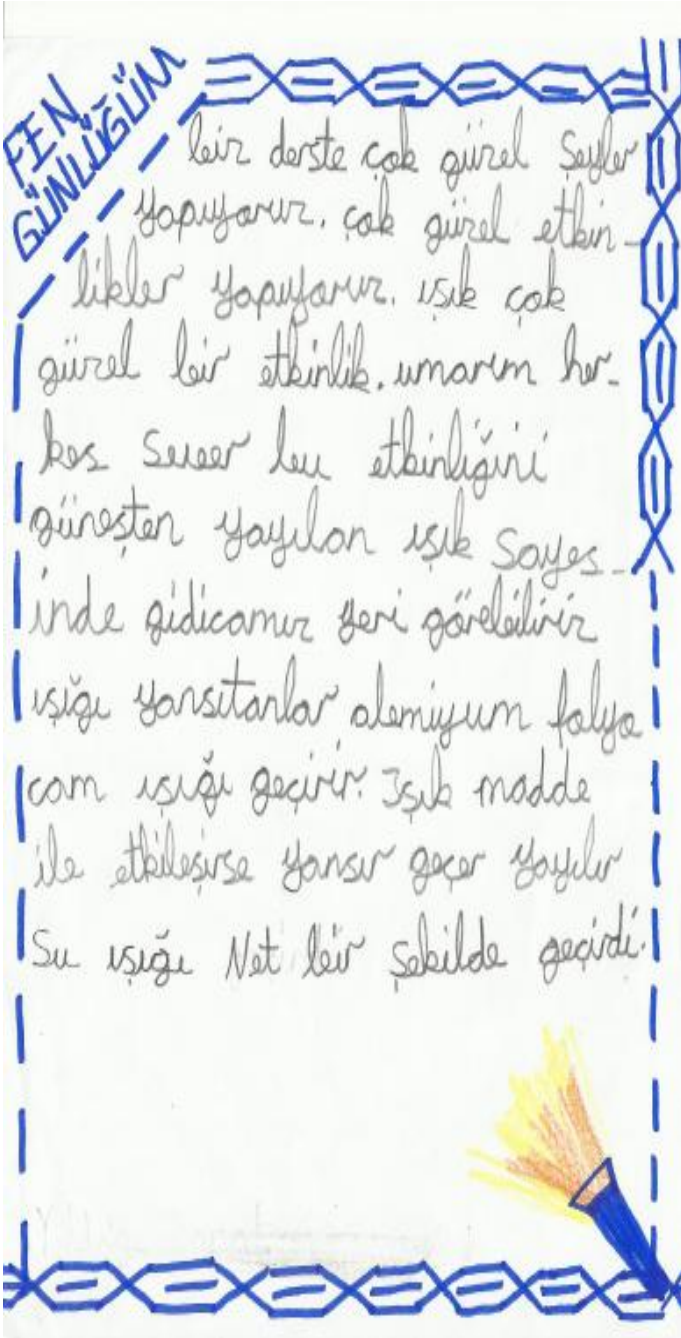 FEN
GÜNLÜĞÜM
biz derste çok güzel Şeyler
yapıyoruz. çok güzel etkin-
likler yapıyoruz. ışık çok
güzel bir etkinlik. umarım her-
kes Sever bu etkinliğini
güneşten yayılan ışık Sayes-
inde gidicamız yeri görebiliriz
ışığı yansıtanlar alemiyum folyo
cam ışığı geçirir. Işık madde
ile etkileşirse yansır geçer yayılır
Su ışığı Net bir şekilde geçirdi.